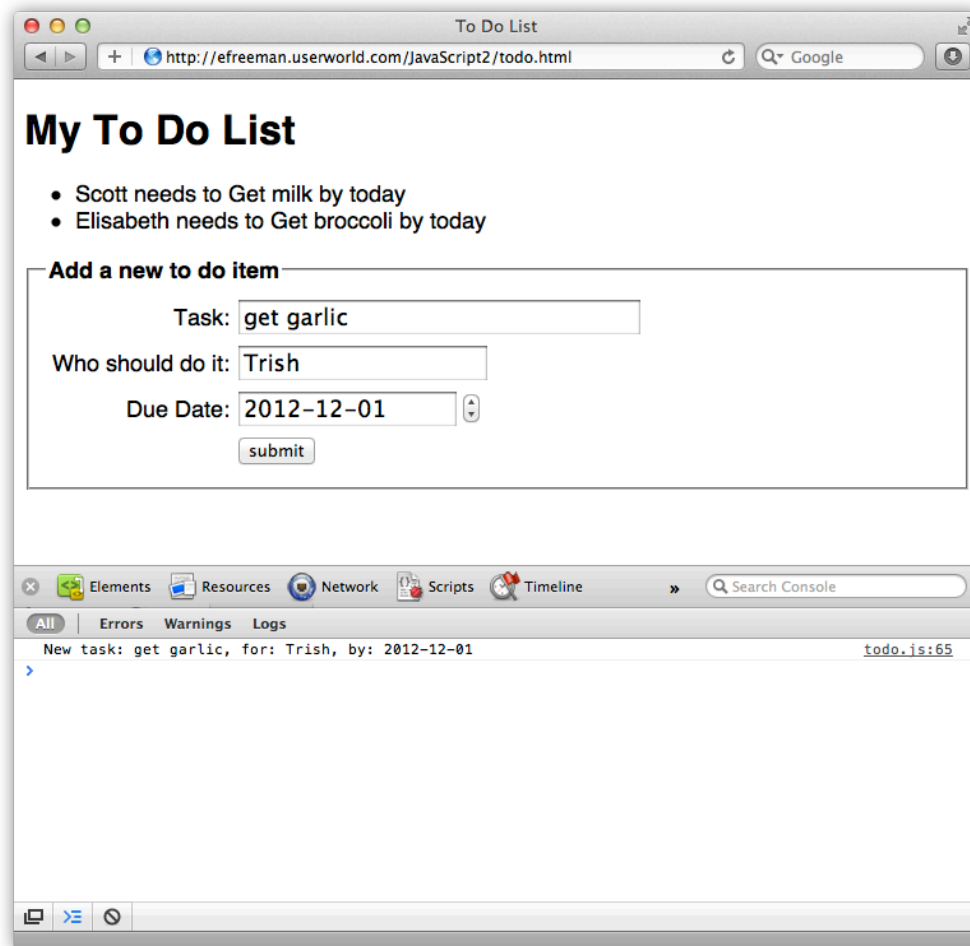 To Do List
http://efreeman.userworld.com/JavaScript2/todo.html
Google
My To Do List
• Scott needs to Get milk by today
• Elisabeth needs to Get broccoli by today
Add a new to do item
Task: get garlic
Who should do it: Trish
Due Date: 2012-12-01
submit
Elements Resources Network Scripts Timeline » Search Console
All Errors Warnings Logs
New task: get garlic, for: Trish, by: 2012-12-01 todo.js:65
>